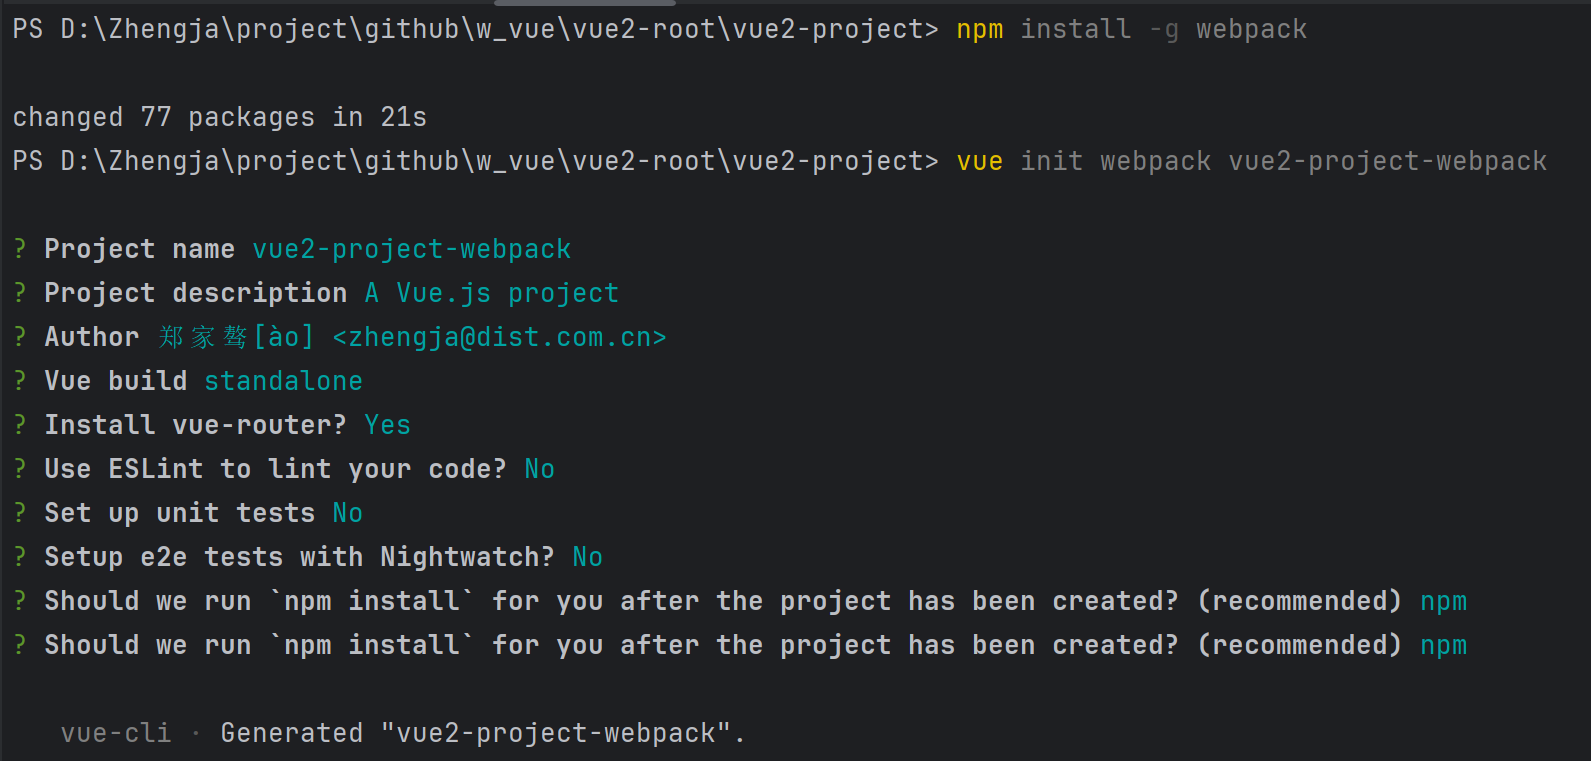 PS D:\Zhengja\project\github\w_vue\vue2-root\vue2-project> npm install -g webpack
changed 77 packages in 21s
PS D:\Zhengja\project\github\w_vue\vue2-root\vue2-project> vue init webpack vue2-project-webpack
? Project name vue2-project-webpack
? Project description A Vue.js project
? Author 郑家骜[ào] <zhengja@dist.com.cn>
? Vue build standalone
? Install vue-router? Yes
? Use ESLint to lint your code? No
? Set up unit tests No
? Setup e2e tests with Nightwatch? No
? Should we run `npm install` for you after the project has been created? (recommended) npm
? Should we run `npm install` for you after the project has been created? (recommended) npm
vue-cli · Generated "vue2-project-webpack".